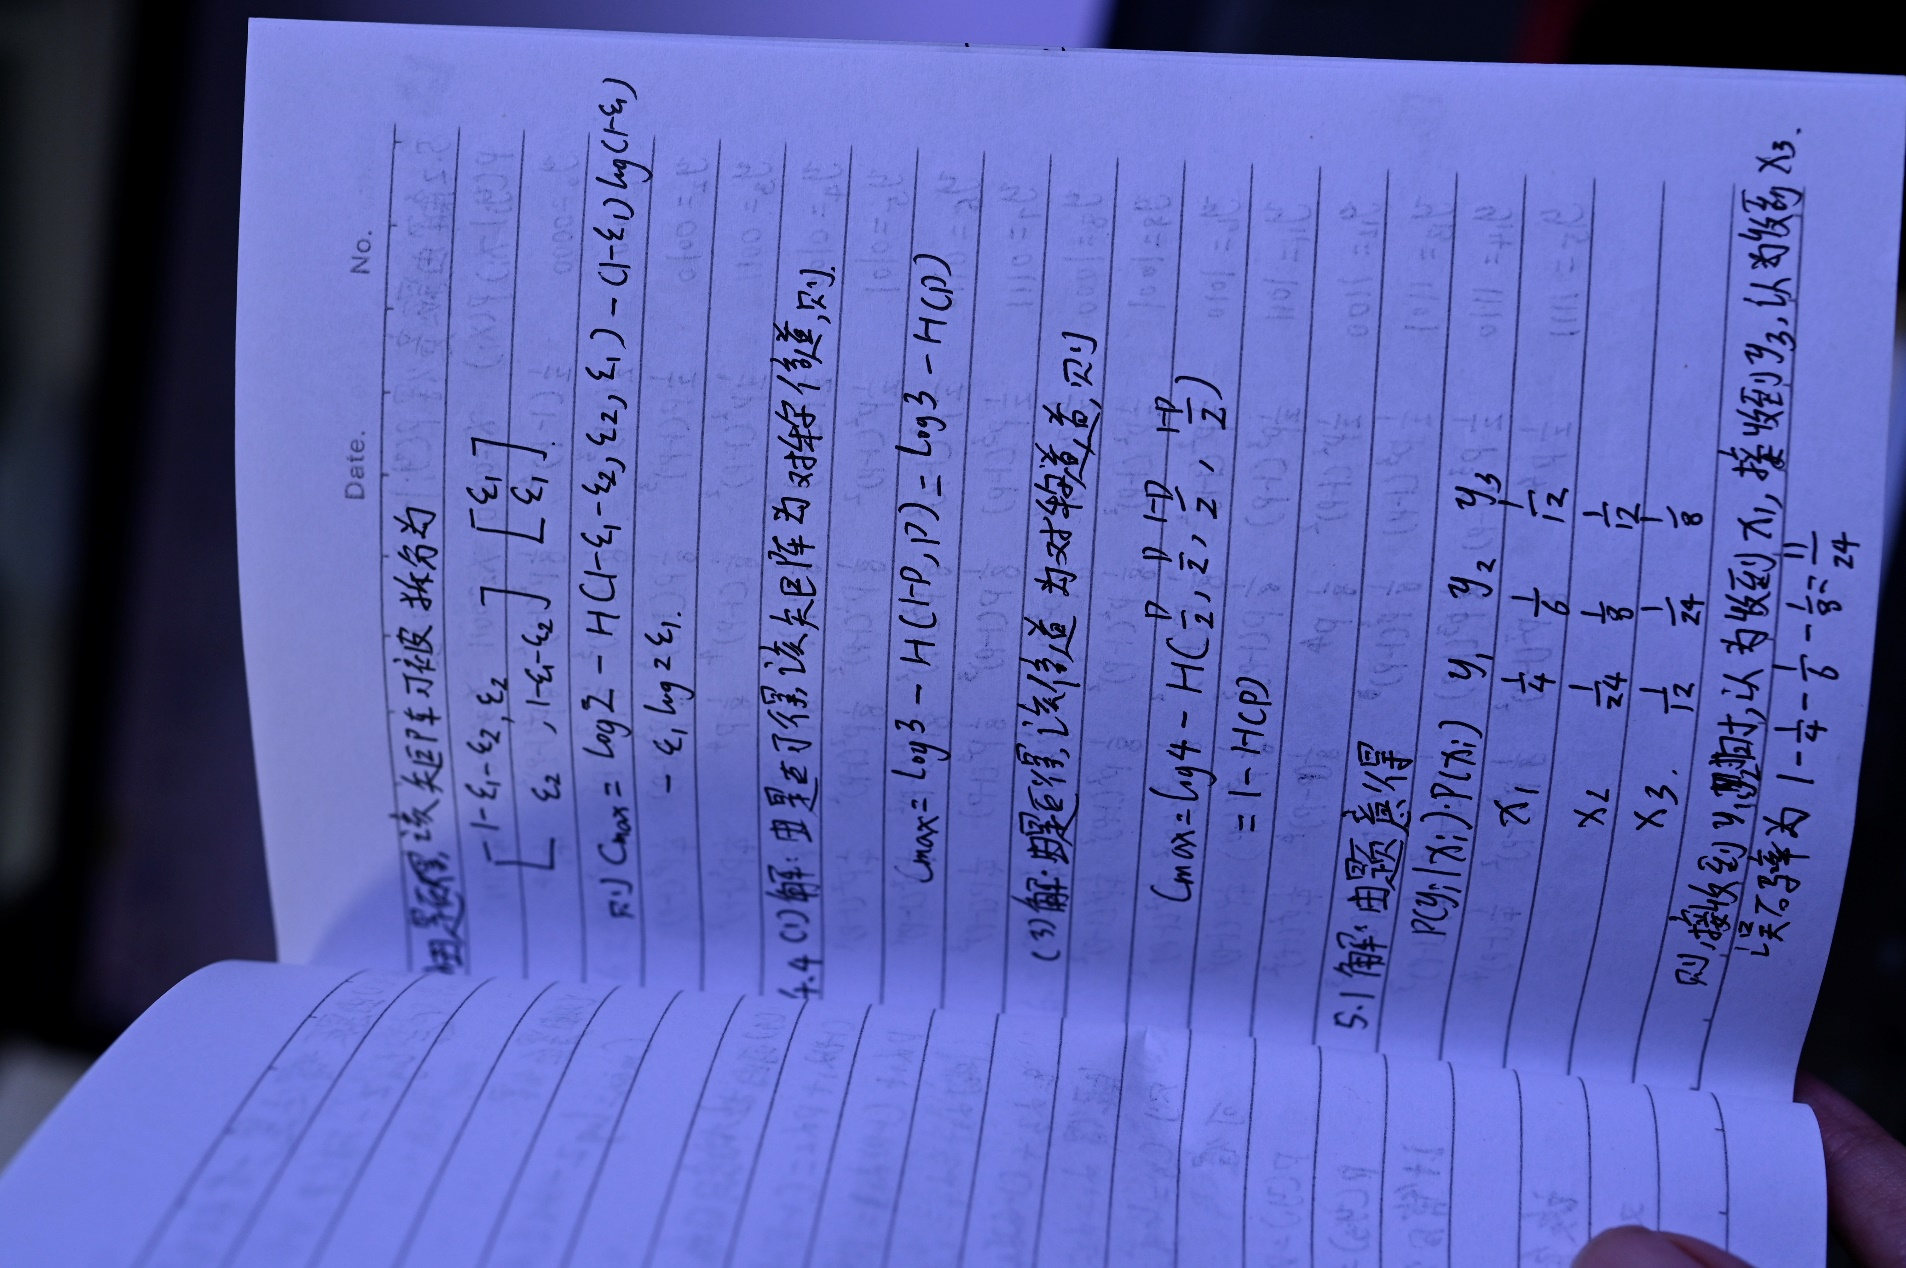 Date. No.
由题可得, 该矩阵可被拆分为
[1-ε₁-ε₂, ε₂] [ε₁]
[ε₂, 1-ε₁-ε₂] [ε₁].
则 Cmax = log2 - H(1-ε₁-ε₂, ε₂, ε₁) - (1-ε₁) log(1-ε₁)
- ε₁ log 2ε₁.
4.4 (1)解: 由是可得, 该矩阵为对称信道, 则.
Cmax = log3 - H(1-P, P) = log3 - H(P)
(3)解: 由题可得, 该信道为对称信道, 则
Cmax = log4 - H(P/2, P/2, 1-P/2, 1-P/2)
= 1 - H(P)
5.1 解: 由题意得
P(yⱼ|xᵢ)·P(xᵢ) y₁ y₂ y₃
x₁ 1/4 1/6 1/12
x₂ 1/24 1/8 1/12
x₃. 1/12 1/24 1/8
则, 接收到y₁, y₂时, 认为收到x₁, 接收到y₃, 认为收到x₃.
误码率为 1 - 1/4 - 1/6 - 1/8 = 11/24